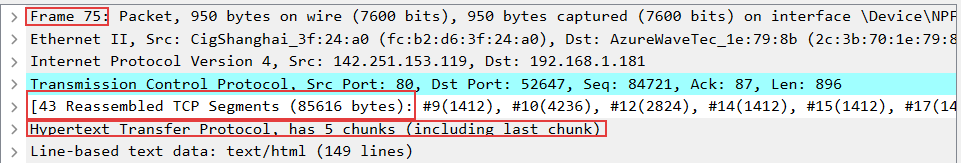 Frame 75: Packet, 950 bytes on wire (7600 bits), 950 bytes captured (7600 bits) on interface \Device\NPF
Ethernet II, Src: CigShanghai_3f:24:a0 (fc:b2:d6:3f:24:a0), Dst: AzureWaveTec_1e:79:8b (2c:3b:70:1e:79:8
Internet Protocol Version 4, Src: 142.251.153.119, Dst: 192.168.1.181
Transmission Control Protocol, Src Port: 80, Dst Port: 52647, Seq: 84721, Ack: 87, Len: 896
[43 Reassembled TCP Segments (85616 bytes): #9(1412), #10(4236), #12(2824), #14(1412), #15(1412), #17(14
Hypertext Transfer Protocol, has 5 chunks (including last chunk)
Line-based text data: text/html (149 lines)